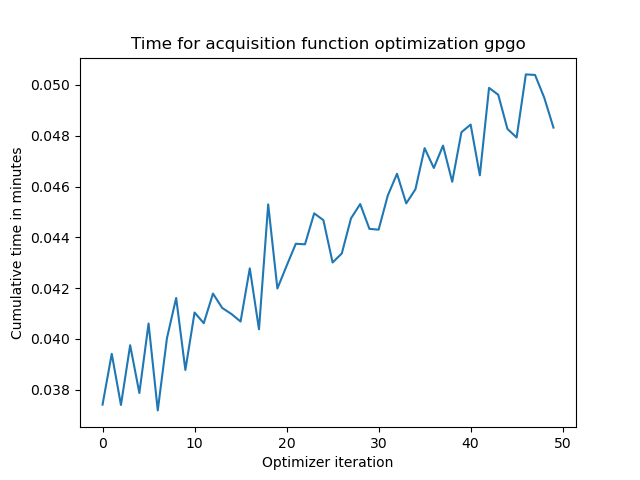 Time for acquisition function optimization gpgo
Cumulative time in minutes
0.050
0.048
0.046
0.044
0.042
0.040
0.038
0 10 20 30 40 50
Optimizer iteration